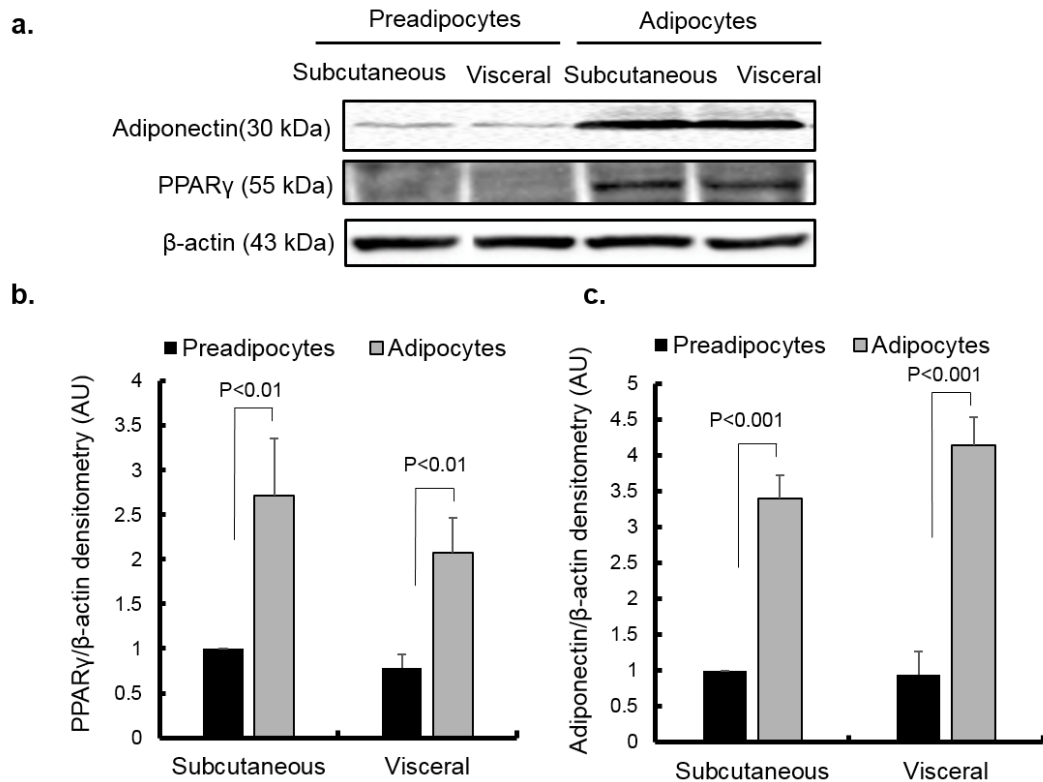 a.
Preadipocytes Adipocytes
Subcutaneous Visceral Subcutaneous Visceral
Adiponectin(30 kDa)
PPARγ (55 kDa)
β-actin (43 kDa)
b.
PPARγ/β-actin densitometry (AU)
Preadipocytes Adipocytes
4
3.5
3
2.5
2
1.5
1
0.5
0
P<0.01
P<0.01
Subcutaneous Visceral
c.
Adiponectin/β-actin densitometry (AU)
Preadipocytes Adipocytes
5
4.5
4
3.5
3
2.5
2
1.5
1
0.5
0
P<0.001
P<0.001
Subcutaneous Visceral